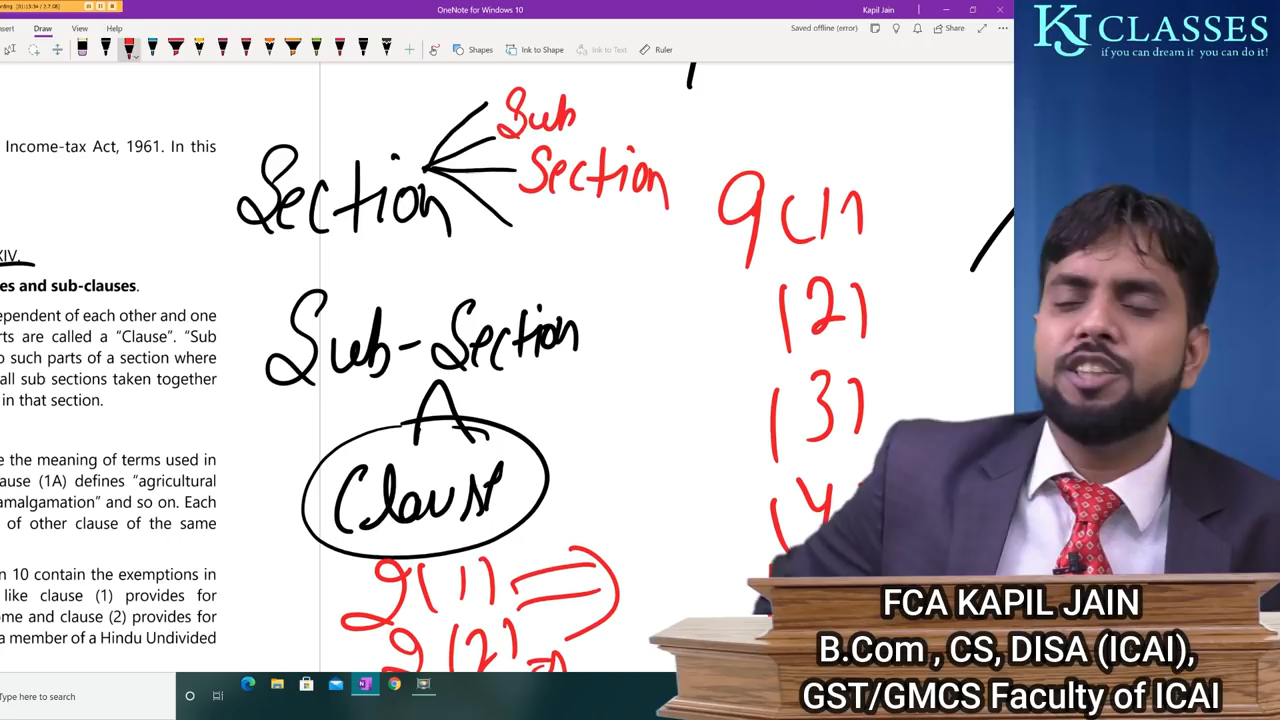 OneNote for Windows 10
Kapil Jain
Draw
View
Help
Saved offline (error)
Share
Shapes
Ink to Shape
Ink to Text
Ruler
KJ CLASSES
if you can dream it you can do it!
Income-tax Act, 1961. In this
XIV.
es and sub-clauses.
ependent of each other and one
rts are called a "Clause". "Sub
o such parts of a section where
all sub sections taken together
in that section.
e the meaning of terms used in
ause (1A) defines "agricultural
amalgamation" and so on. Each
of other clause of the same
n 10 contain the exemptions in
like clause (1) provides for
ome and clause (2) provides for
a member of a Hindu Undivided
Section
Sub
Section
Sub-Section
Clause
2(1)
2(2)
9(1)
(2)
(3)
(4
FCA KAPIL JAIN
B.Com , CS, DISA (ICAI),
GST/GMCS Faculty of ICAI
Type here to search